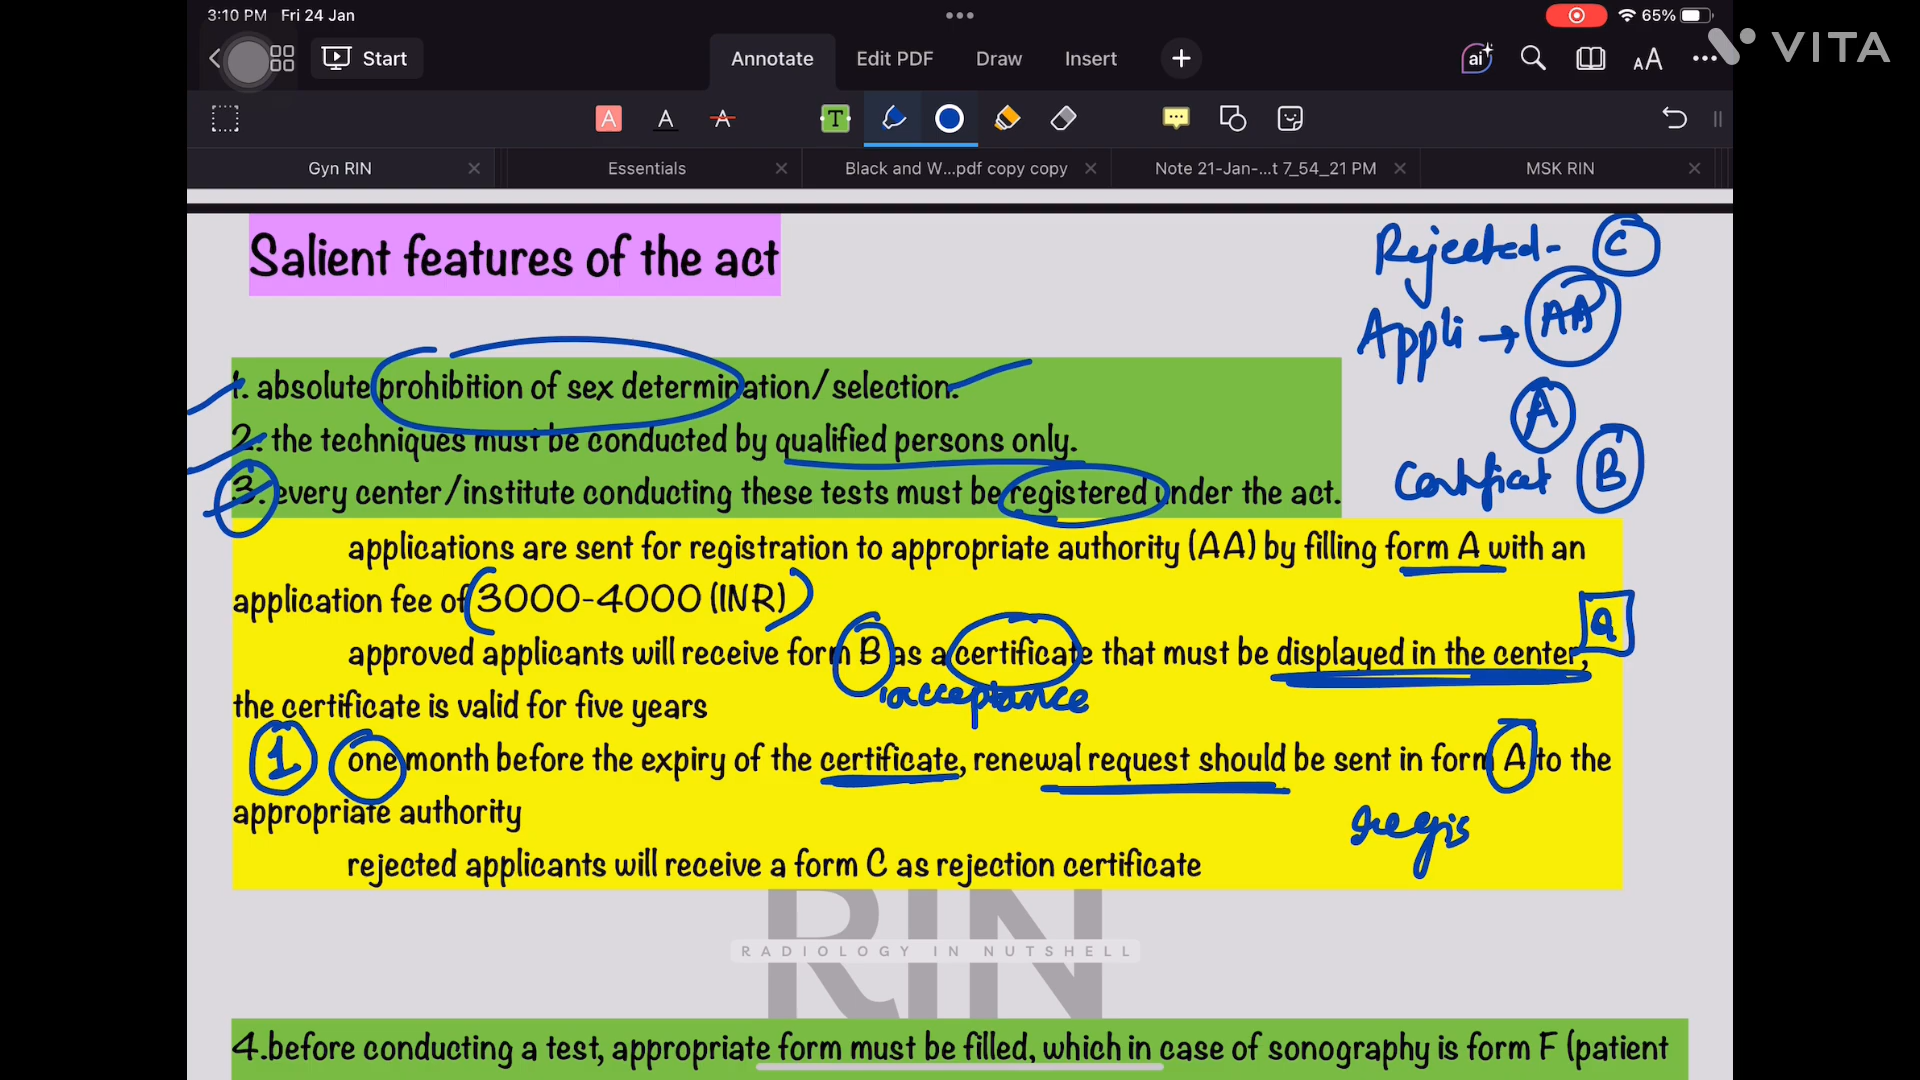 3:10 PM Fri 24 Jan
65%
VITA
Start
Annotate
Edit PDF
Draw
Insert
ai
AA
A A A T
Gyn RIN
Essentials
Black and W...pdf copy copy
Note 21-Jan-...t 7_54_21 PM
MSK RIN
Salient features of the act
Rejected- C
Appli → AA
A
Certificat B
1. absolute prohibition of sex determination/selection.
2. the techniques must be conducted by qualified persons only.
3. every center/institute conducting these tests must be registered under the act.
applications are sent for registration to appropriate authority (AA) by filling form A with an
application fee of 3000-4000 (INR)
approved applicants will receive form B as a certificate that must be displayed in the center,
acceptance
the certificate is valid for five years
1 one month before the expiry of the certificate, renewal request should be sent in form A to the
appropriate authority
rejected applicants will receive a form C as rejection certificate
RIN
RADIOLOGY IN NUTSHELL
4.before conducting a test, appropriate form must be filled, which in case of sonography is form F (patient